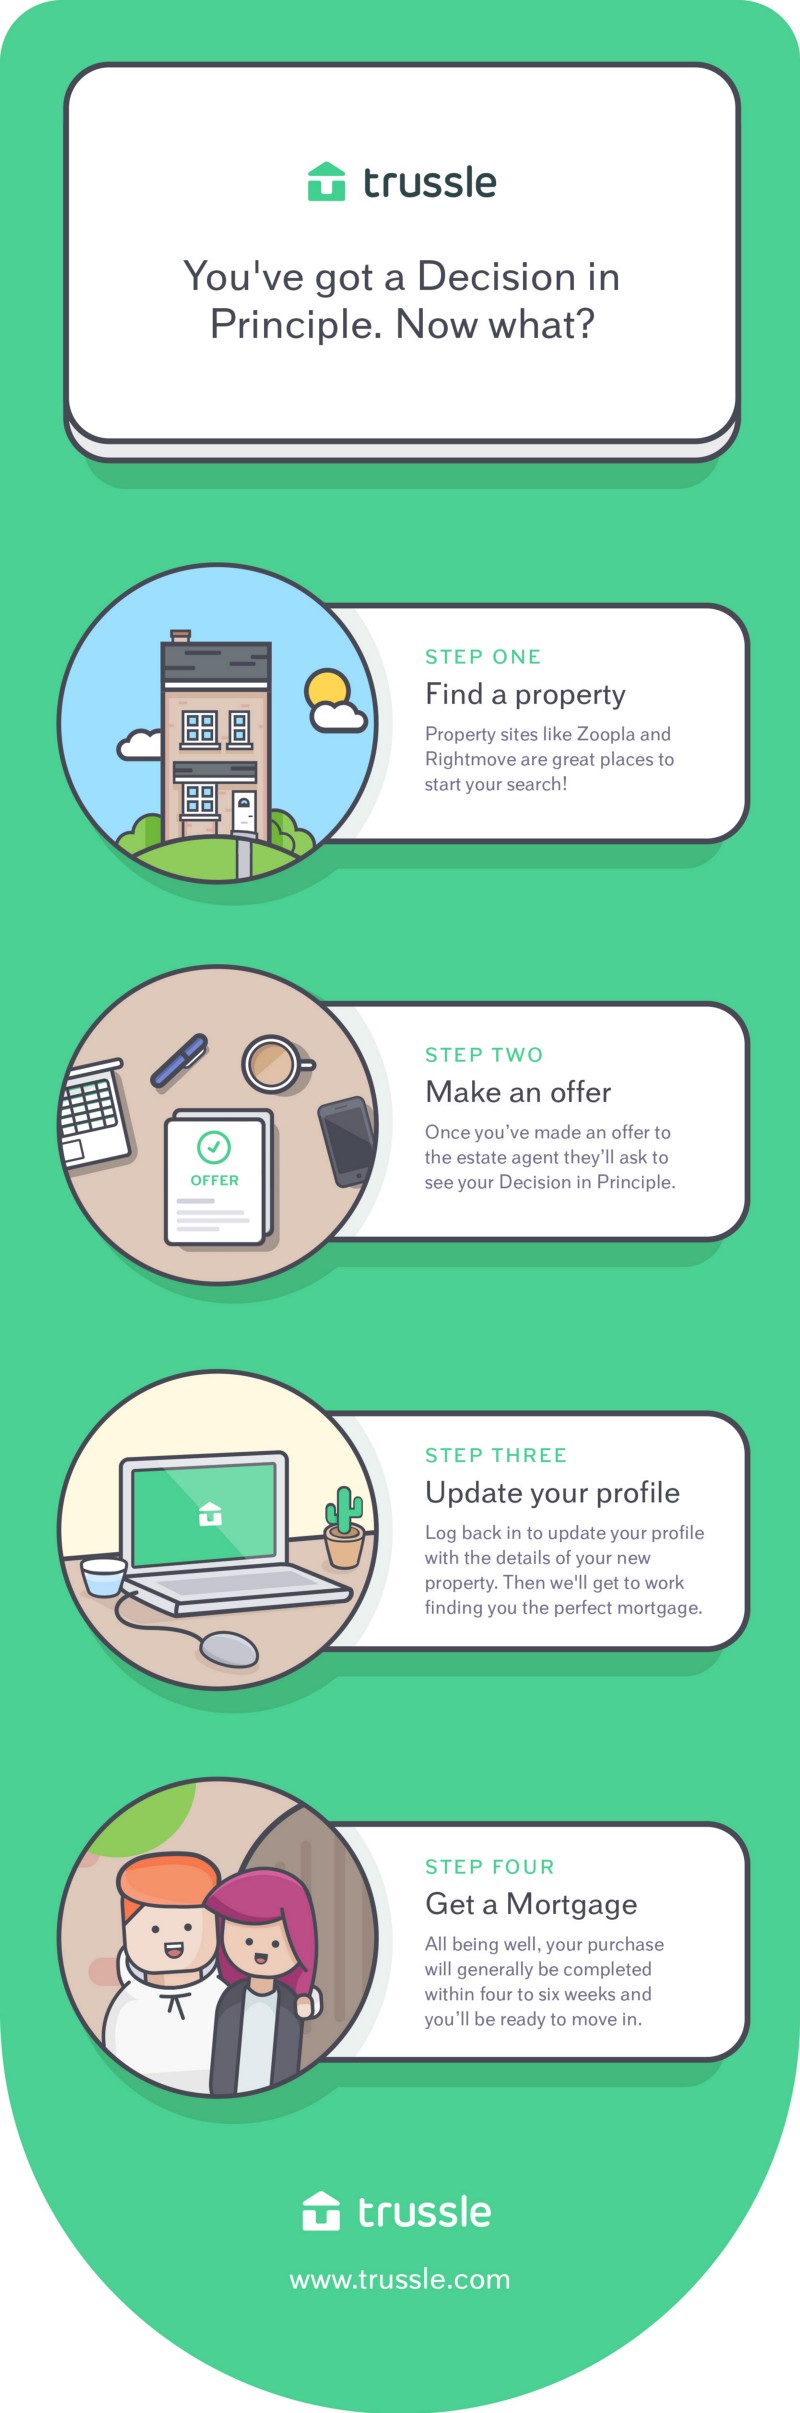 trussle
You've got a Decision in
Principle. Now what?
STEP ONE
Find a property
Property sites like Zoopla and
Rightmove are great places to
start your search!
STEP TWO
Make an offer
Once you’ve made an offer to
the estate agent they’ll ask to
see your Decision in Principle.
OFFER
STEP THREE
Update your profile
Log back in to update your profile
with the details of your new
property. Then we'll get to work
finding you the perfect mortgage.
STEP FOUR
Get a Mortgage
All being well, your purchase
will generally be completed
within four to six weeks and
you’ll be ready to move in.
trussle
www.trussle.com